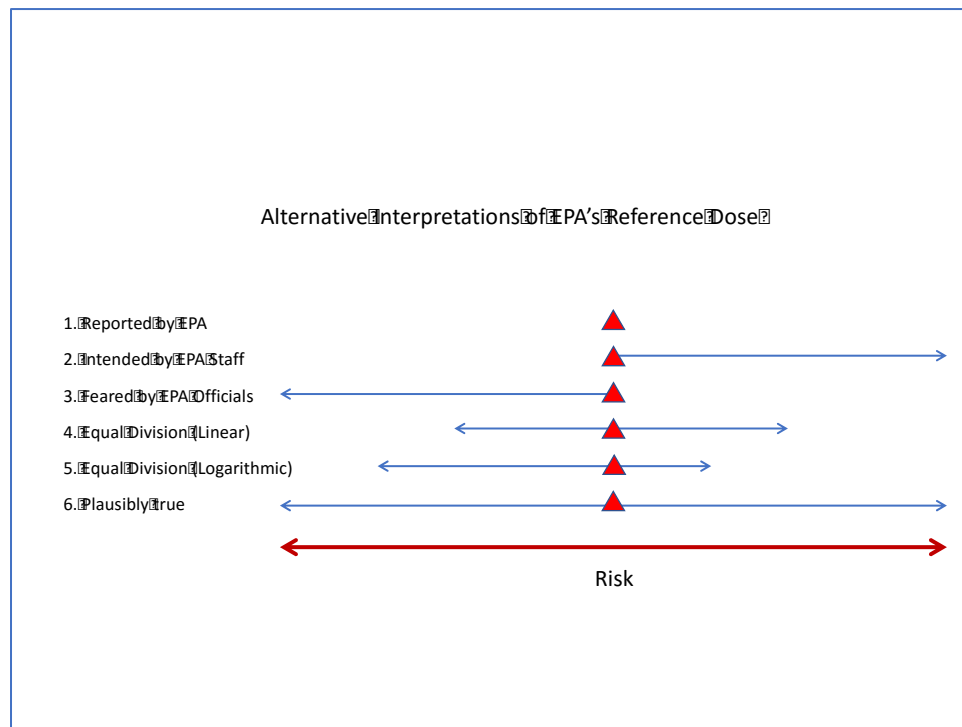 Alternative Interpretations of EPA's Reference Dose
1. Reported by EPA
2. Intended by EPA Staff
3. Feared by EPA Officials
4. Equal Division (Linear)
5. Equal Division (Logarithmic)
6. Plausibly true
Risk